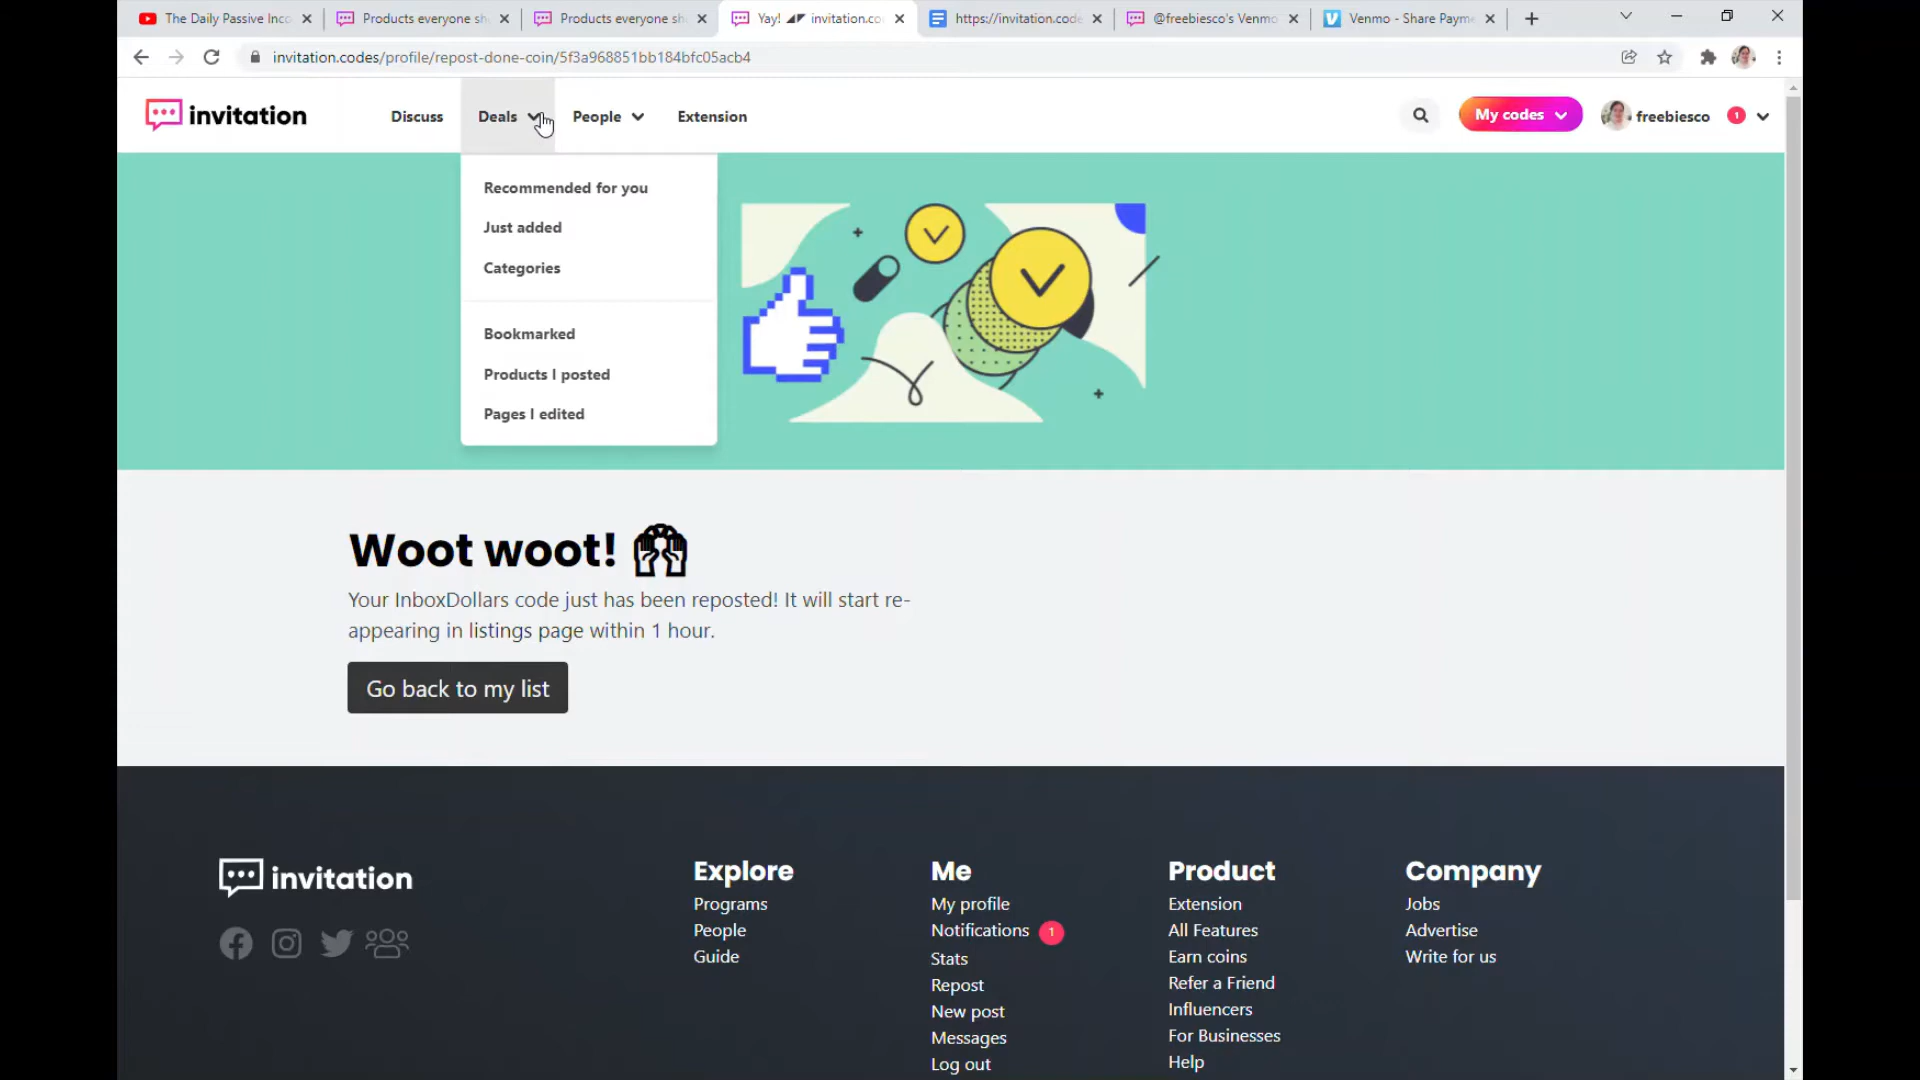 The Daily Passive Inc
Products everyone sh
Products everyone sh
Yay! invitation.co
https://invitation.code
@freebiesco's Venmo
Venmo - Share Payme
invitation.codes/profile/repost-done-coin/5f3a968851bb184bfc05acb4
invitation
Discuss
Deals
People
Extension
My codes
freebiesco
1
Recommended for you
Just added
Categories
Bookmarked
Products I posted
Pages I edited
Woot woot!
Your InboxDollars code just has been reposted! It will start re-
appearing in listings page within 1 hour.
Go back to my list
invitation
Explore
Programs
People
Guide
Me
My profile
Notifications 1
Stats
Repost
New post
Messages
Log out
Product
Extension
All Features
Earn coins
Refer a Friend
Influencers
For Businesses
Help
Company
Jobs
Advertise
Write for us